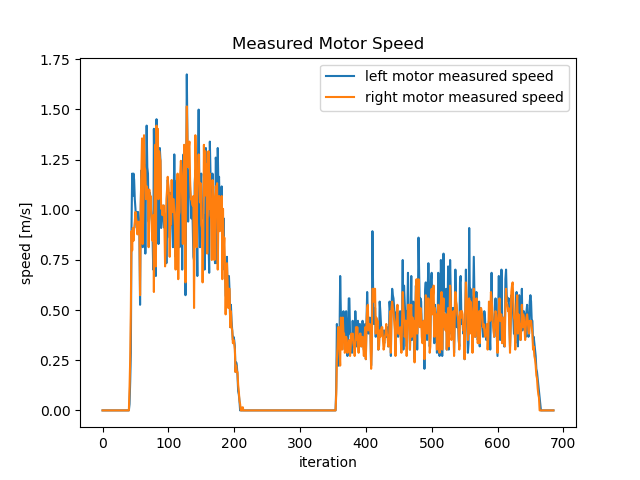 Measured Motor Speed
left motor measured speed
right motor measured speed
speed [m/s]
1.75
1.50
1.25
1.00
0.75
0.50
0.25
0.00
0 100 200 300 400 500 600 700
iteration